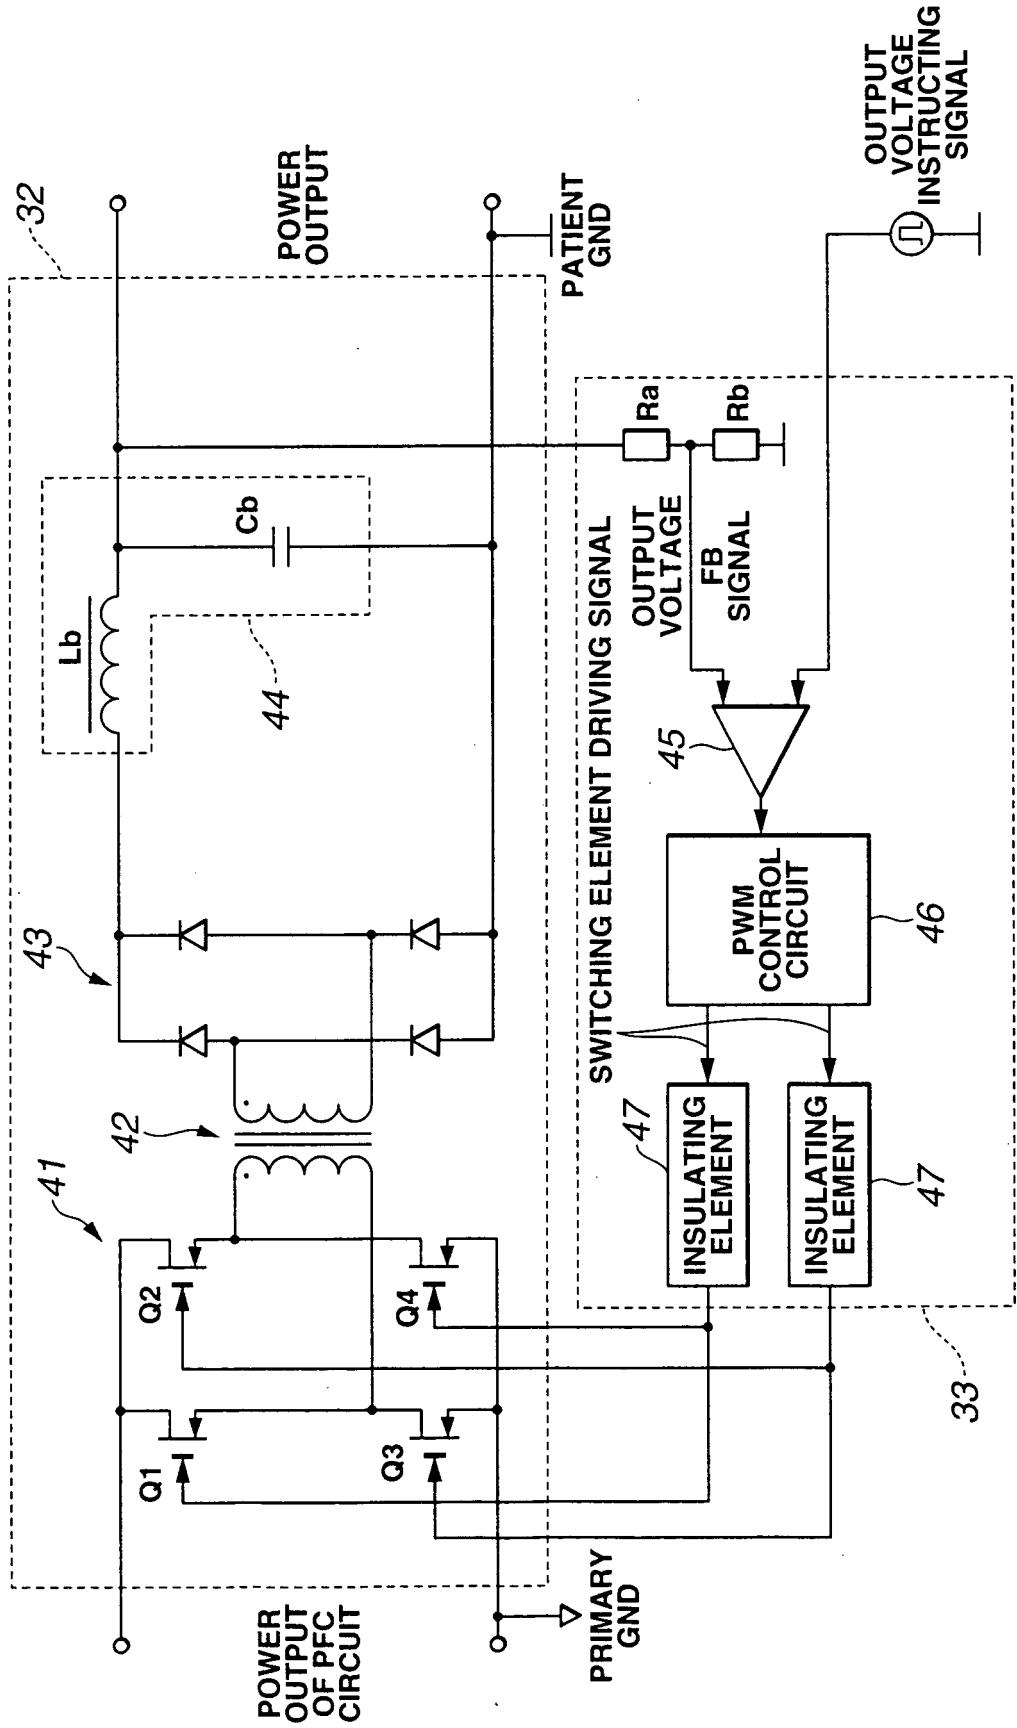 32
POWER
OUTPUT
PATIENT
GND
Lb
Cb
44
43
42
41
Q2
Q4
Q1
Q3
POWER
OUTPUT
OF PFC
CIRCUIT
PRIMARY
GND
OUTPUT
VOLTAGE
INSTRUCTING
SIGNAL
Ra
Rb
OUTPUT
VOLTAGE
FB
SIGNAL
SWITCHING ELEMENT DRIVING SIGNAL
45
PWM
CONTROL
CIRCUIT
46
47
INSULATING
ELEMENT
INSULATING
ELEMENT
47
33